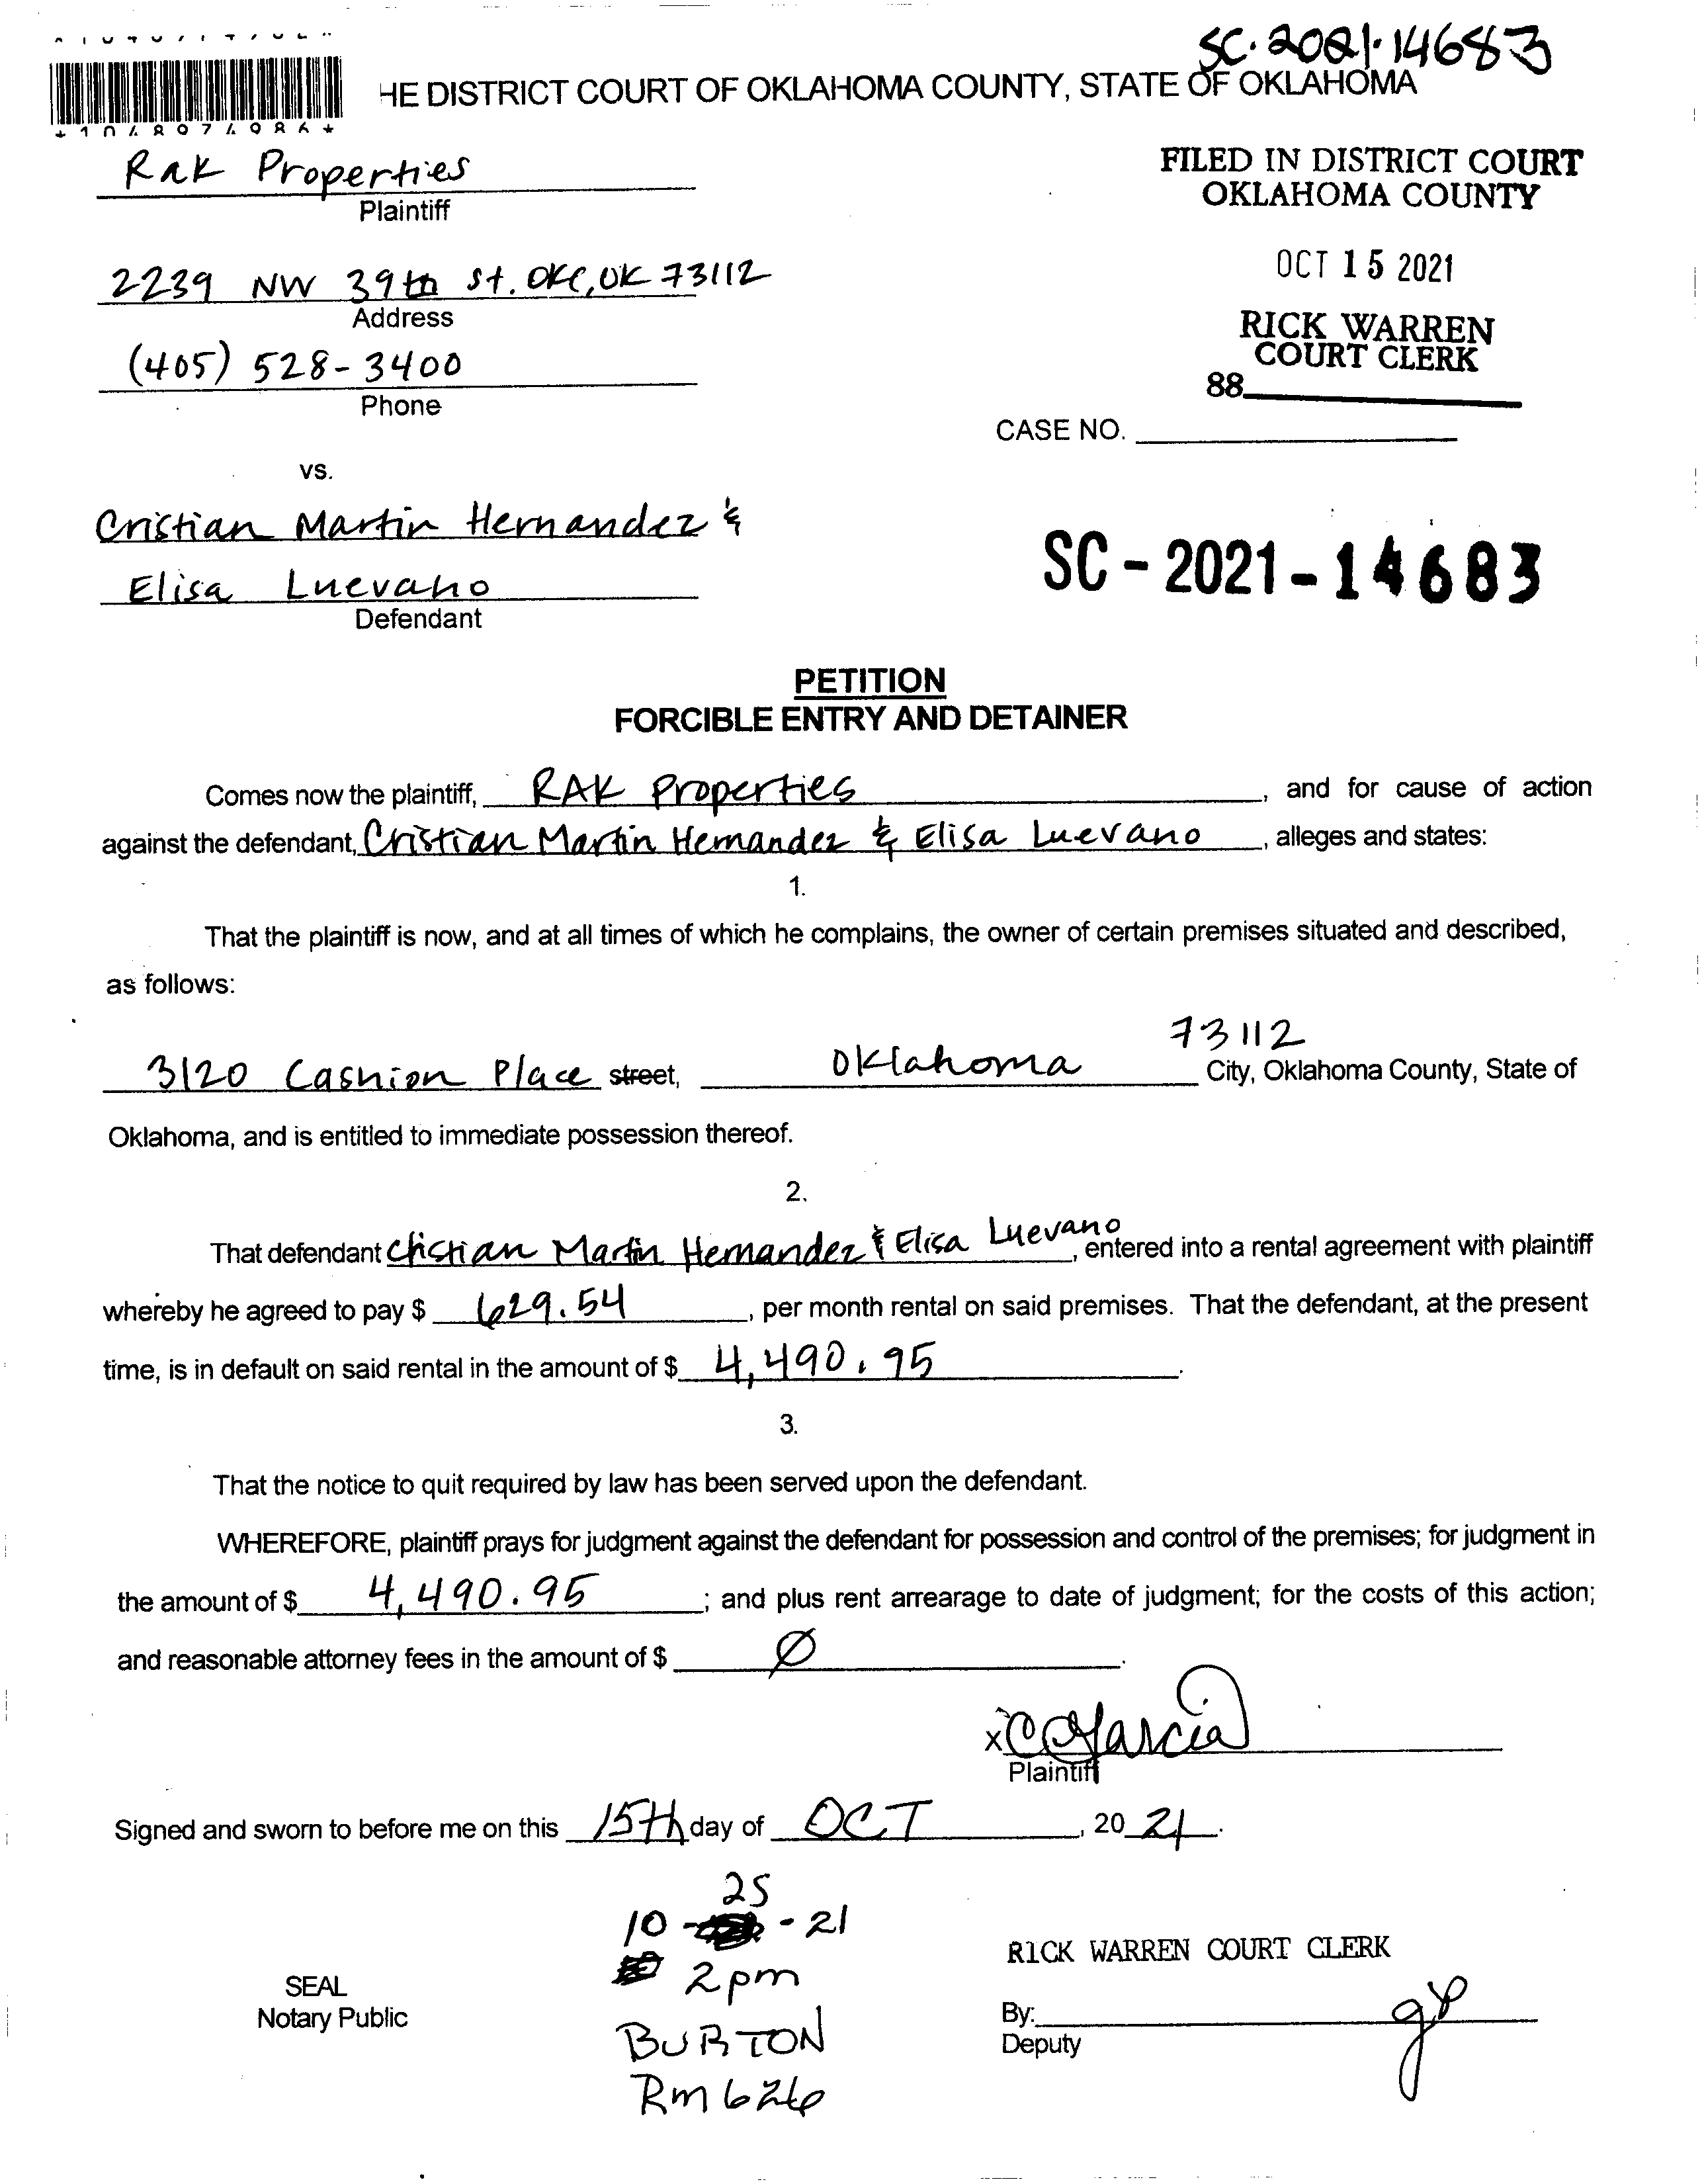 SC-2021-14683
HE DISTRICT COURT OF OKLAHOMA COUNTY, STATE OF OKLAHOMA
Rak Properties
Plaintiff
FILED IN DISTRICT COURT
OKLAHOMA COUNTY
2239 NW 39th St. OKC, OK 73112
Address
OCT 15 2021
(405) 528-3400
Phone
RICK WARREN
COURT CLERK
88
CASE NO.
vs.
Cristian Martin Hernandez &
Elisa Luevano
Defendant
SC-2021-14683
PETITION
FORCIBLE ENTRY AND DETAINER
Comes now the plaintiff, RAK Properties, and for cause of action
against the defendant, Cristian Martin Hernandez & Elisa Luevano, alleges and states:
1.
That the plaintiff is now, and at all times of which he complains, the owner of certain premises situated and described,
as follows:
73112
3120 Cashion Place street, Oklahoma City, Oklahoma County, State of
Oklahoma, and is entitled to immediate possession thereof.
2.
That defendant Christian Martin Hernandez & Elisa Luevano, entered into a rental agreement with plaintiff
whereby he agreed to pay $ 629.54, per month rental on said premises. That the defendant, at the present
time, is in default on said rental in the amount of $ 4,490.95.
3.
That the notice to quit required by law has been served upon the defendant.
WHEREFORE, plaintiff prays for judgment against the defendant for possession and control of the premises; for judgment in
the amount of $ 4,490.95; and plus rent arrearage to date of judgment; for the costs of this action;
and reasonable attorney fees in the amount of $ Ø.
x CGarcia
Plaintiff
Signed and sworn to before me on this 15th day of OCT, 2021.
25
10- -21
2pm
BURTON
Rm 626
SEAL
Notary Public
RICK WARREN COURT CLERK
By:
Deputy